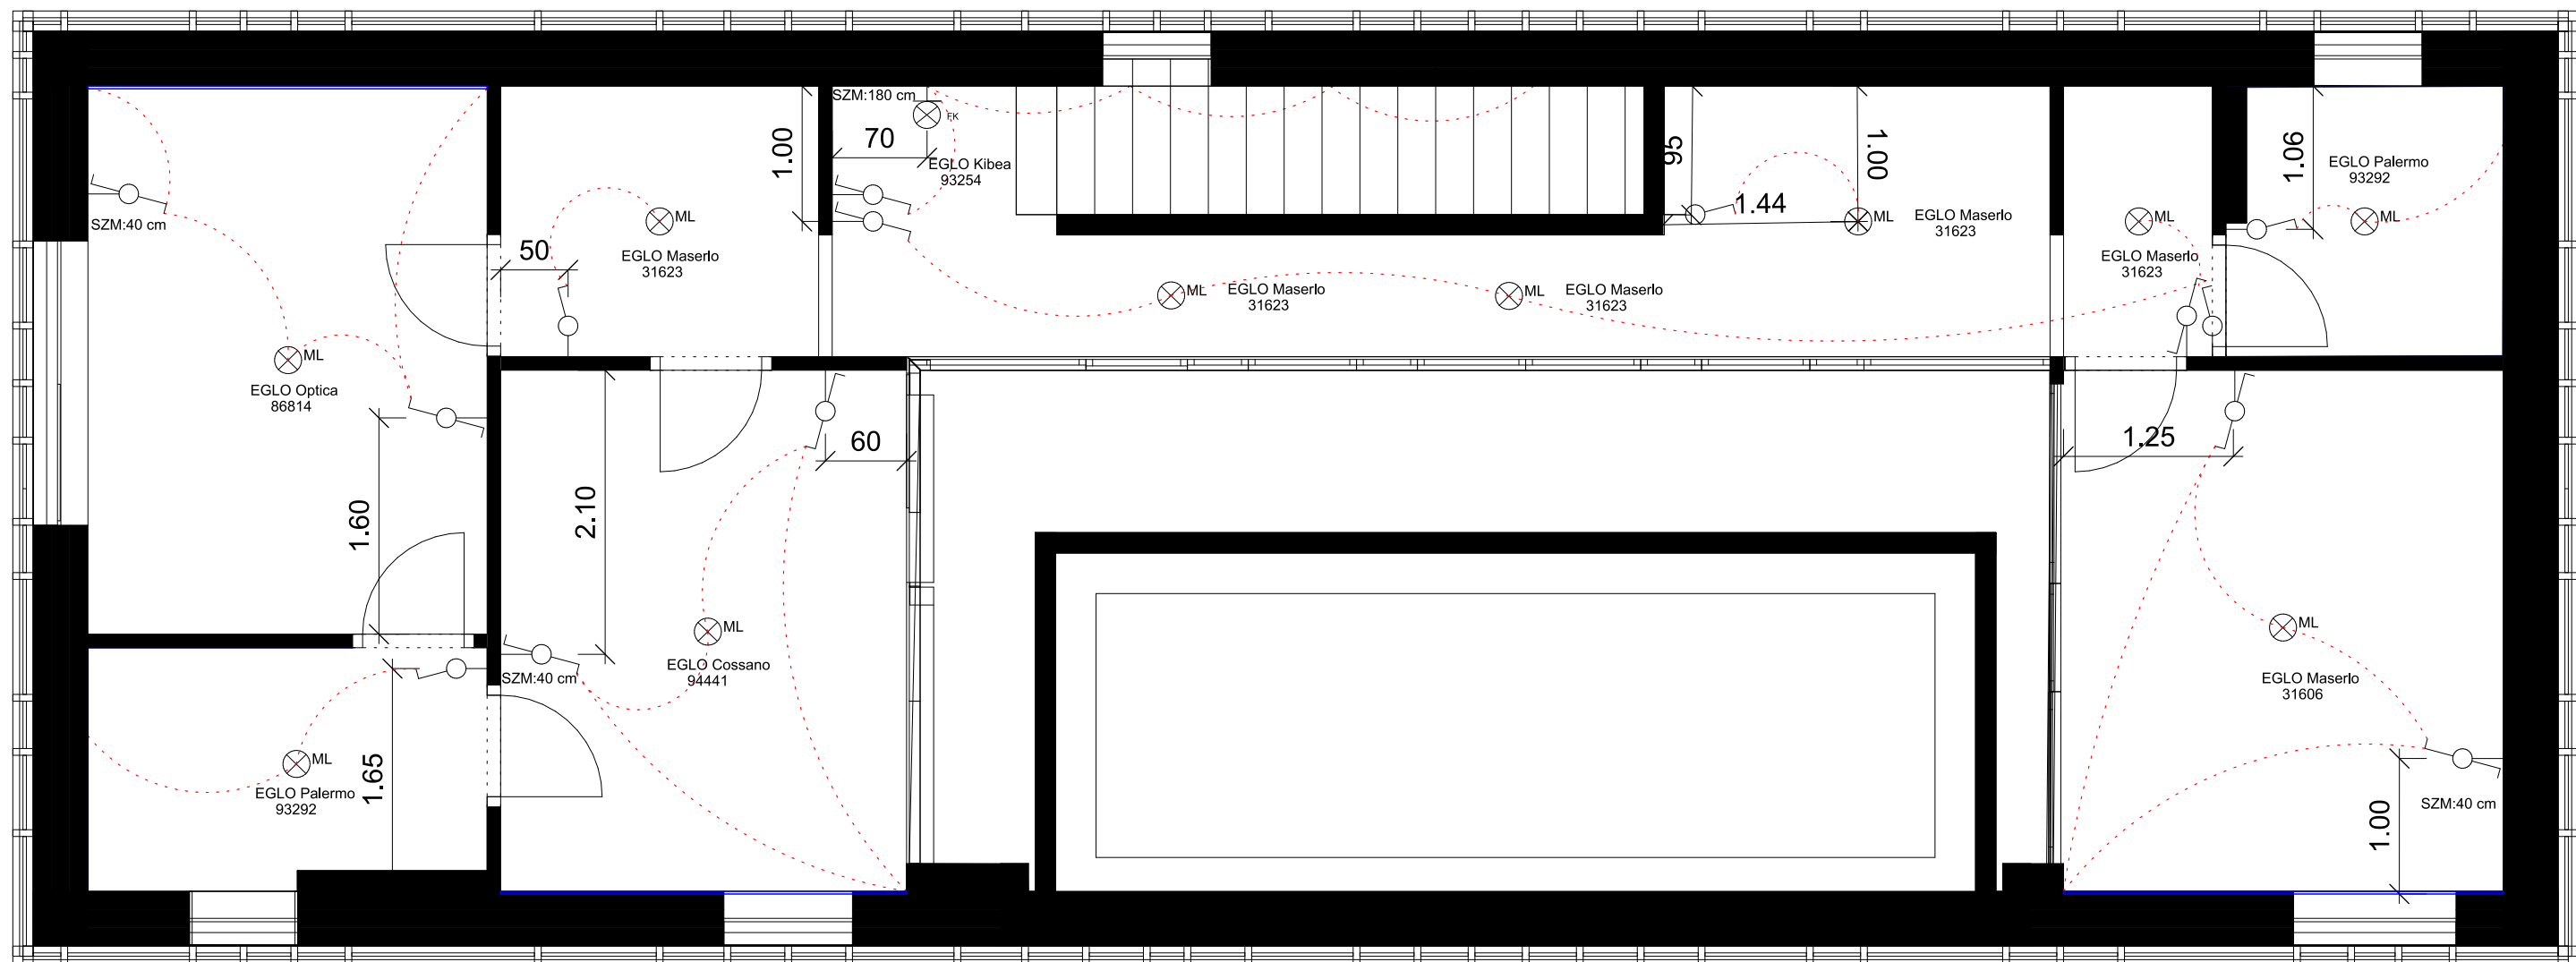 SZM:180 cm
FK
70
EGLO Kibea
93254
1.00
95
1.00
1.44
ML
EGLO Maserlo
31623
1.06
EGLO Palermo
93292
ML
ML
EGLO Maserlo
31623
SZM:40 cm
ML
EGLO Maserlo
31623
50
ML
EGLO Maserlo
31623
ML
EGLO Maserlo
31623
ML
EGLO Optica
86814
60
1.25
1.60
2.10
ML
EGLO Cossano
94441
SZM:40 cm
ML
EGLO Maserlo
31606
ML
EGLO Palermo
93292
1.65
SZM:40 cm
1.00